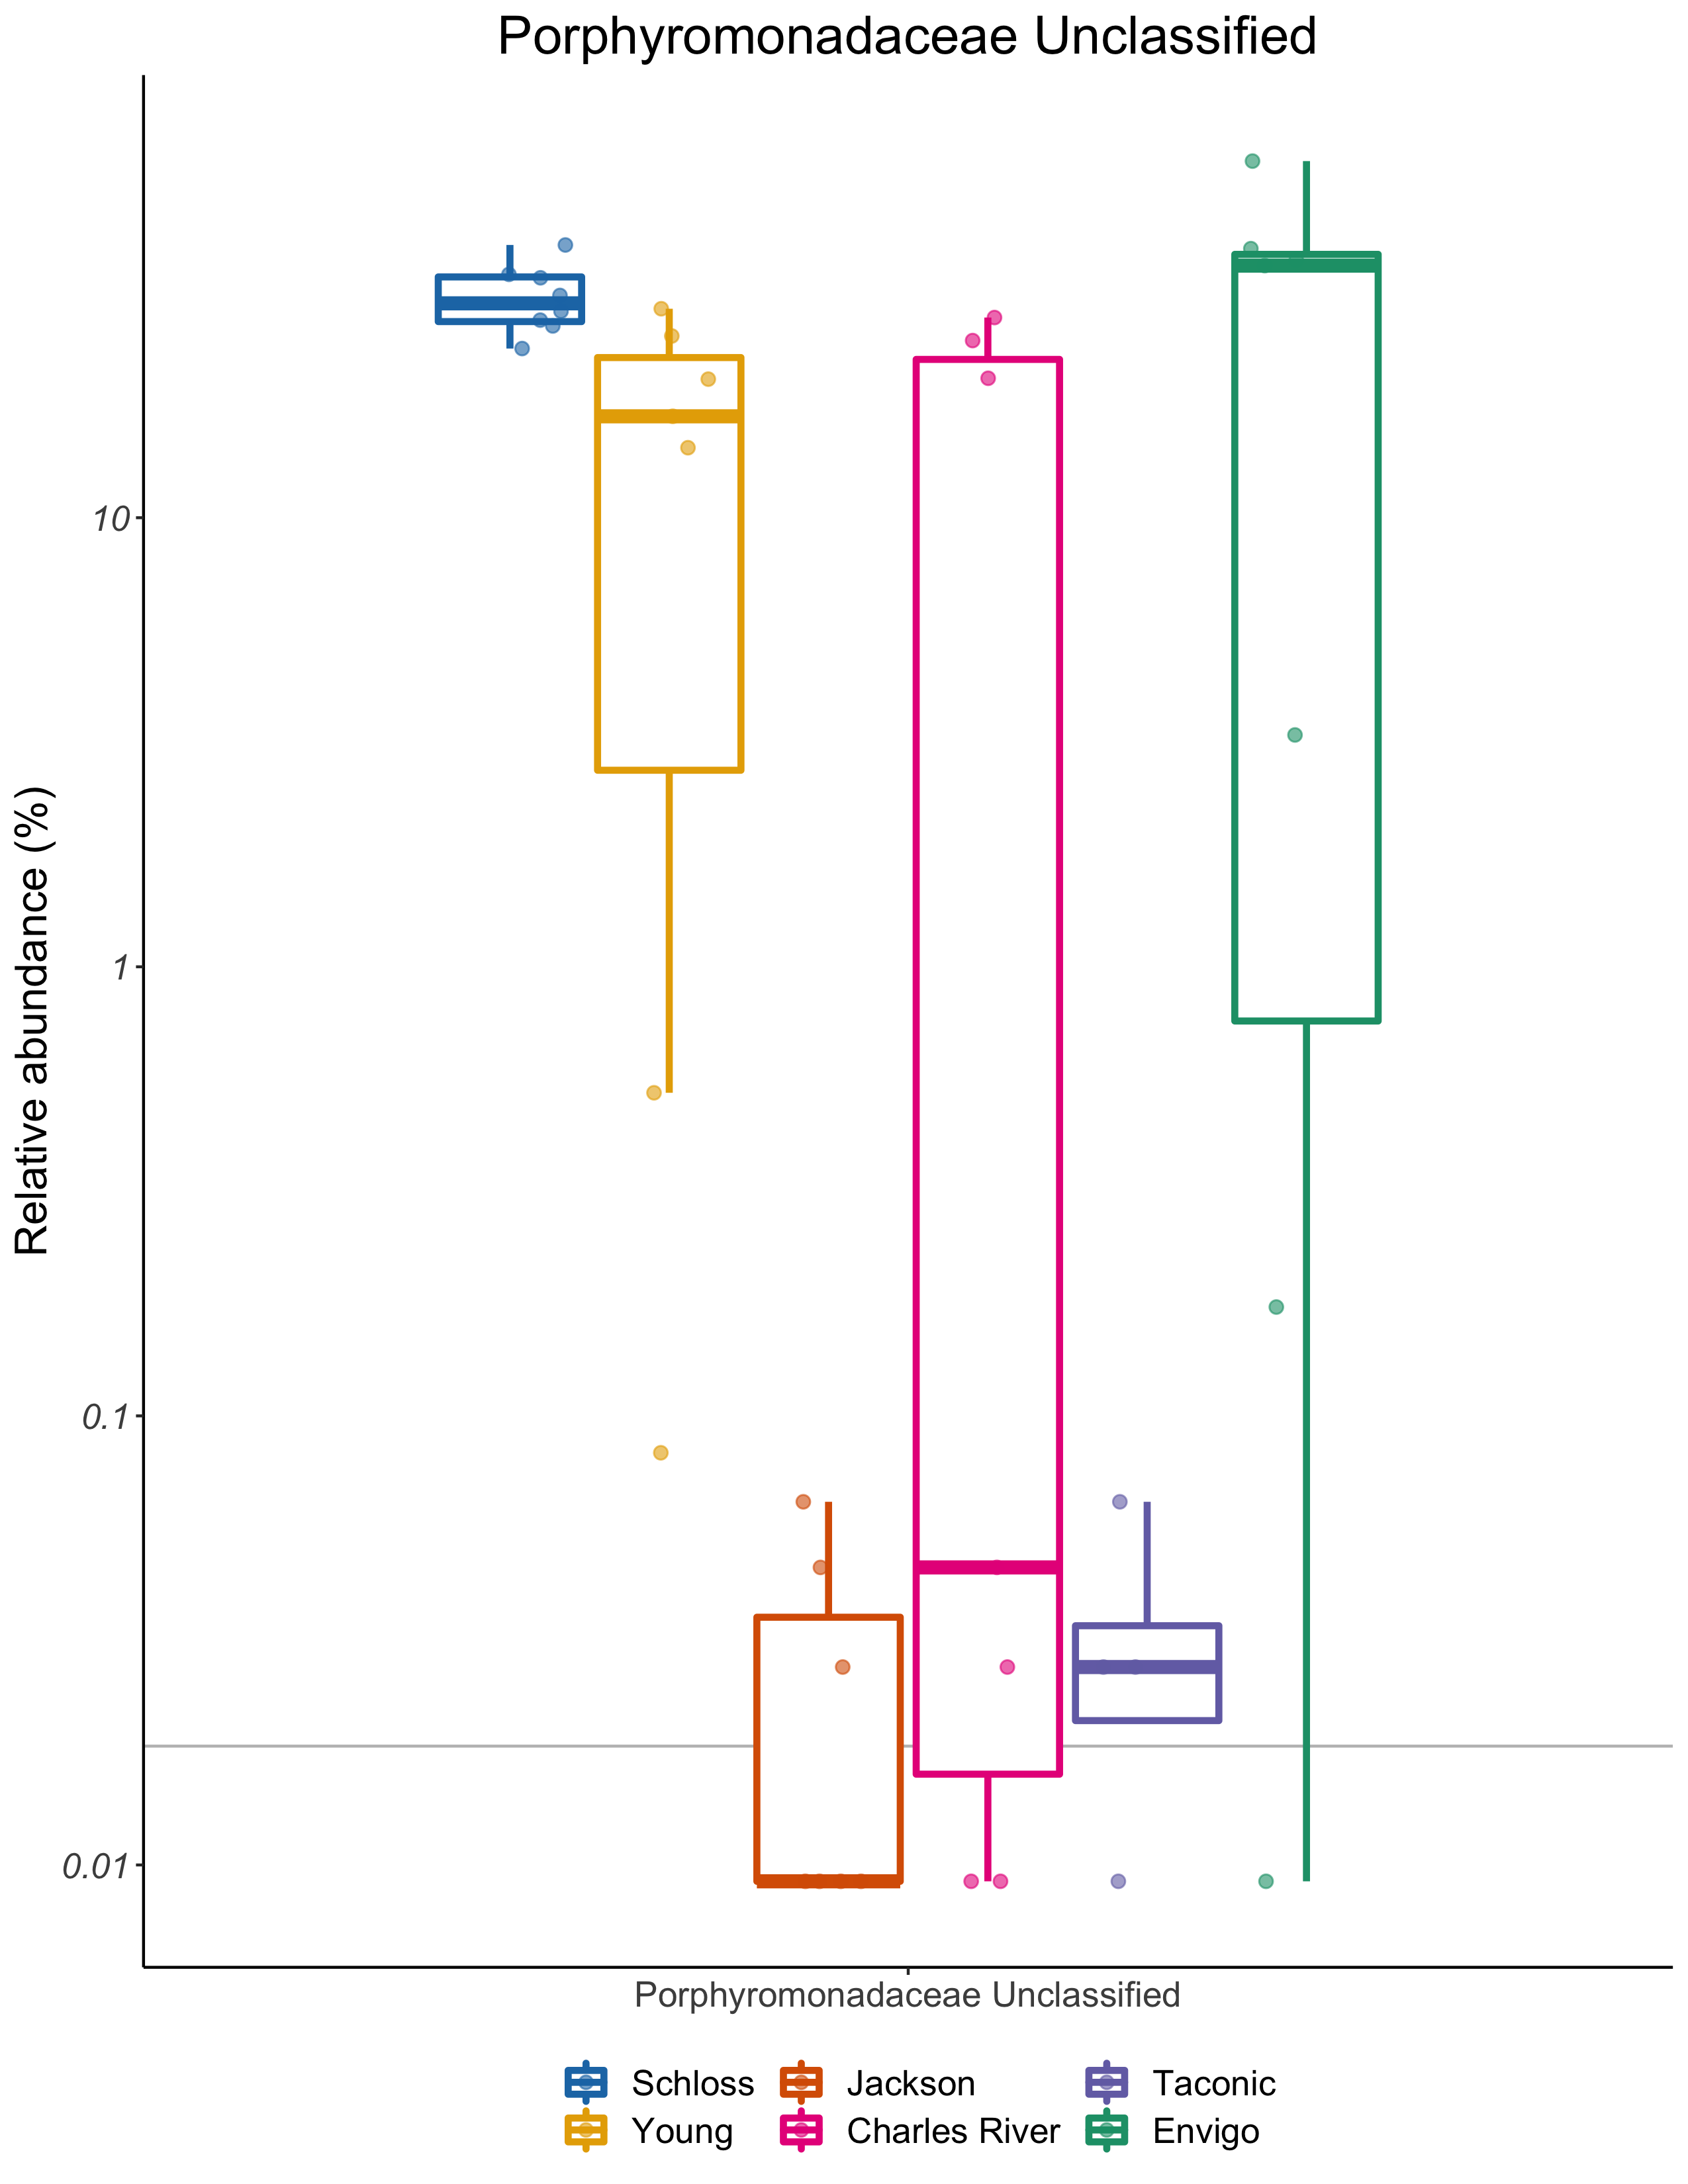 Porphyromonadaceae Unclassified
Relative abundance (%)
10
1
0.1
0.01
Porphyromonadaceae Unclassified
Schloss Jackson Taconic
Young Charles River Envigo